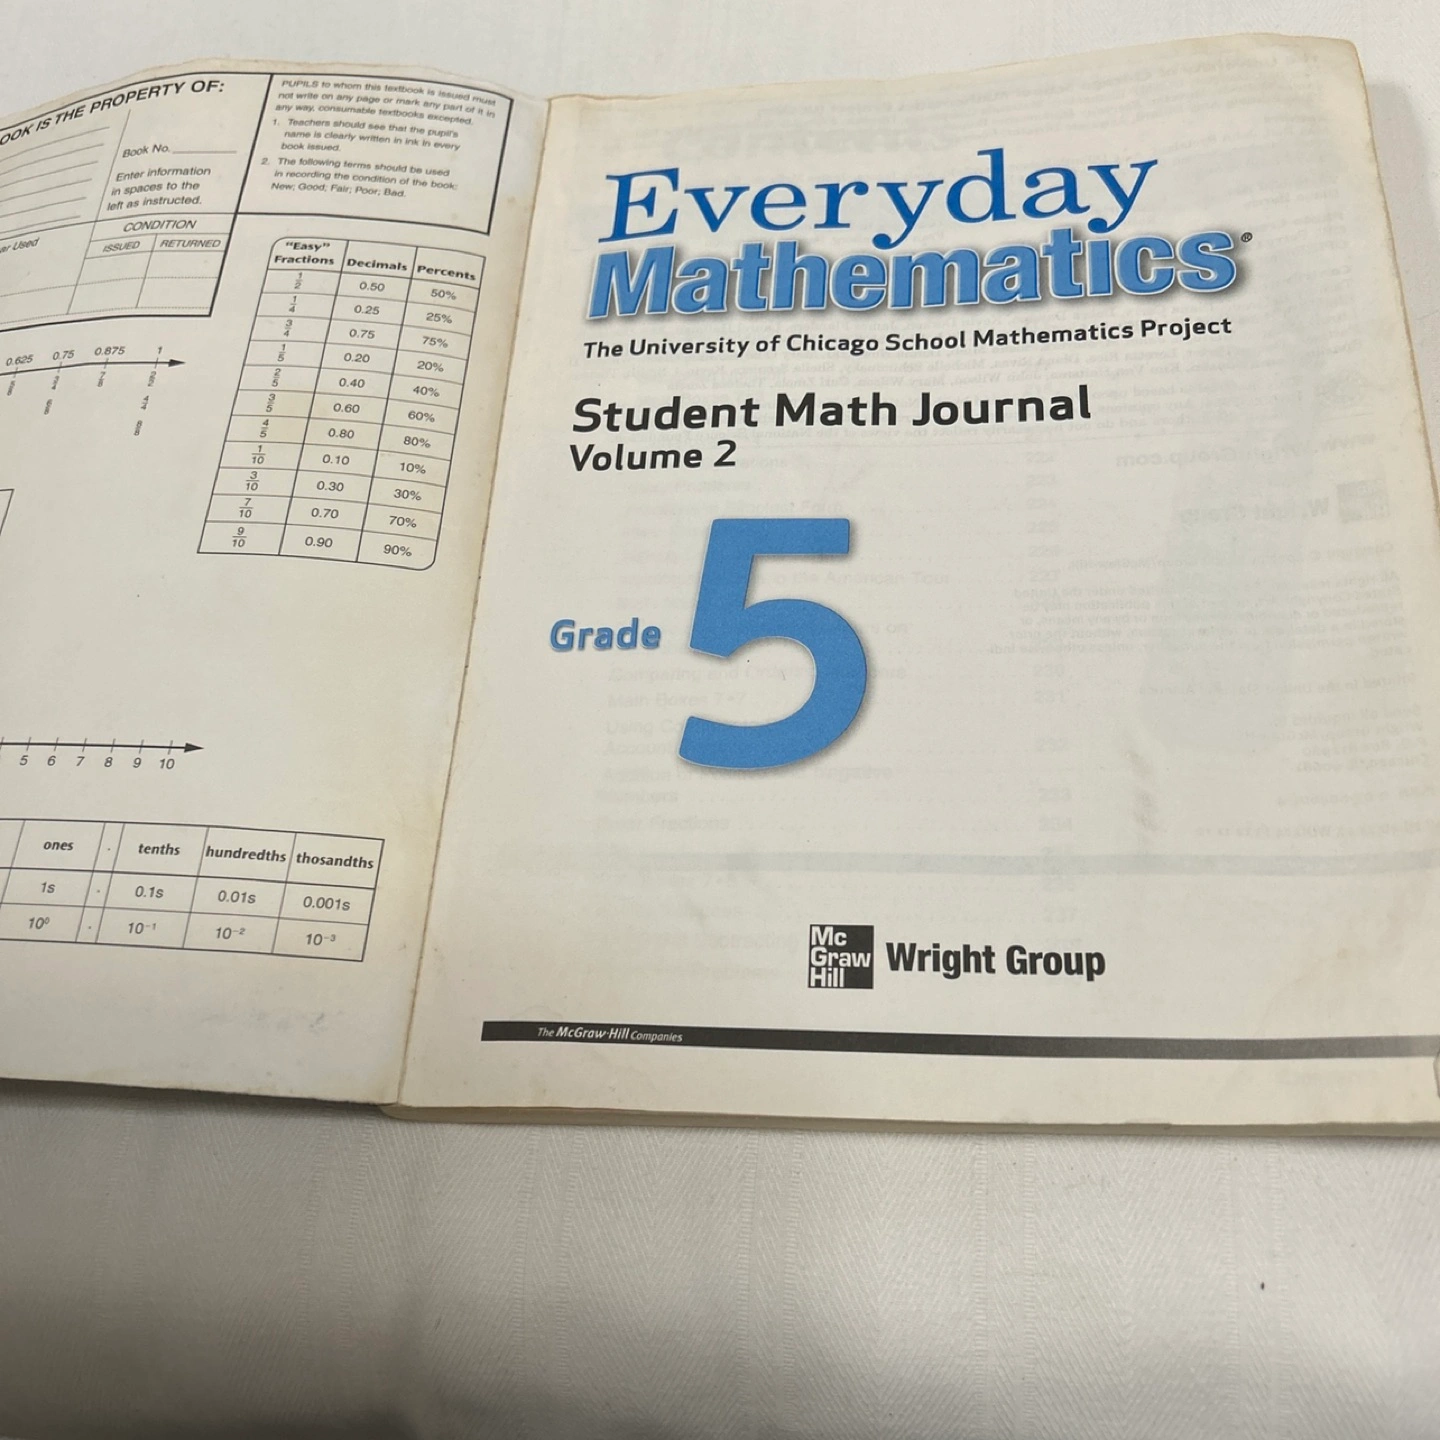 OOK IS THE PROPERTY OF:
Book No.
Enter information
in spaces to the
left as instructed.
CONDITION
Used
ISSUED RETURNED
PUPILS to whom this textbook is issued must
not write on any page or mark any part of it in
any way, consumable textbooks excepted.
1. Teachers should see that the pupil's
name is clearly written in ink in every
book issued.
2. The following terms should be used
in recording the condition of the book:
New; Good; Fair; Poor; Bad.
"Easy"
Fractions Decimals Percents
1/2 0.50 50%
1/4 0.25 25%
3/4 0.75 75%
1/5 0.20 20%
2/5 0.40 40%
3/5 0.60 60%
4/5 0.80 80%
1/10 0.10 10%
3/10 0.30 30%
7/10 0.70 70%
9/10 0.90 90%
0.625 0.75 0.875 1
5 6 7 8 9 10
ones . tenths hundredths thosandths
1s . 0.1s 0.01s 0.001s
10⁰ . 10⁻¹ 10⁻² 10⁻³
Everyday
Mathematics®
The University of Chicago School Mathematics Project
Student Math Journal
Volume 2
Grade 5
Mc
Graw
Hill
Wright Group
The McGraw·Hill Companies